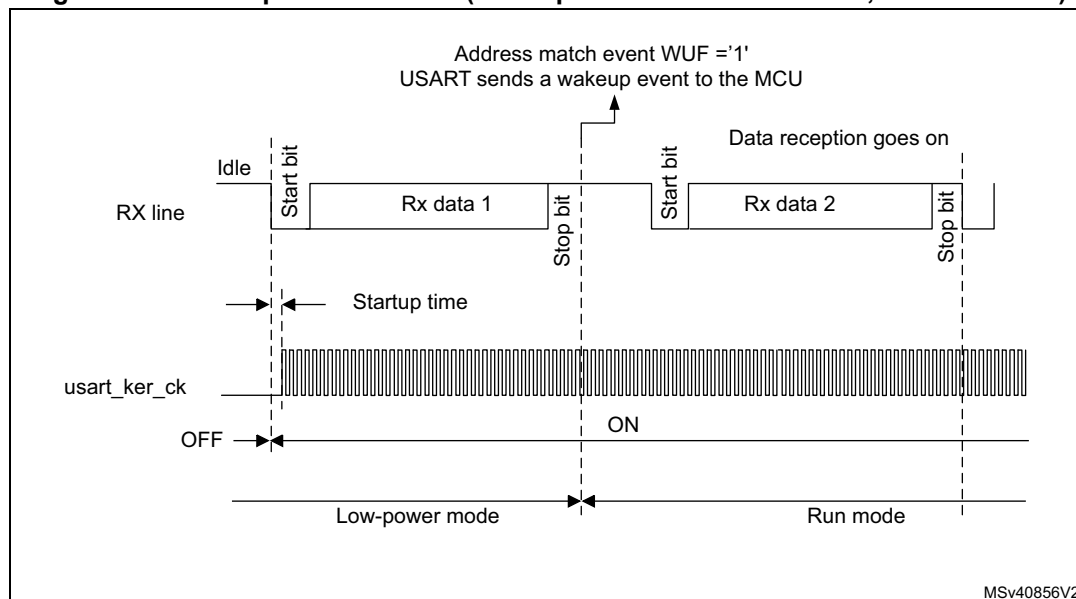 Address match event WUF ='1'
USART sends a wakeup event to the MCU
Data reception goes on
Idle
RX line
Start bit
Rx data 1
Stop bit
Start bit
Rx data 2
Stop bit
Startup time
usart_ker_ck
OFF
ON
Low-power mode
Run mode
MSv40856V2